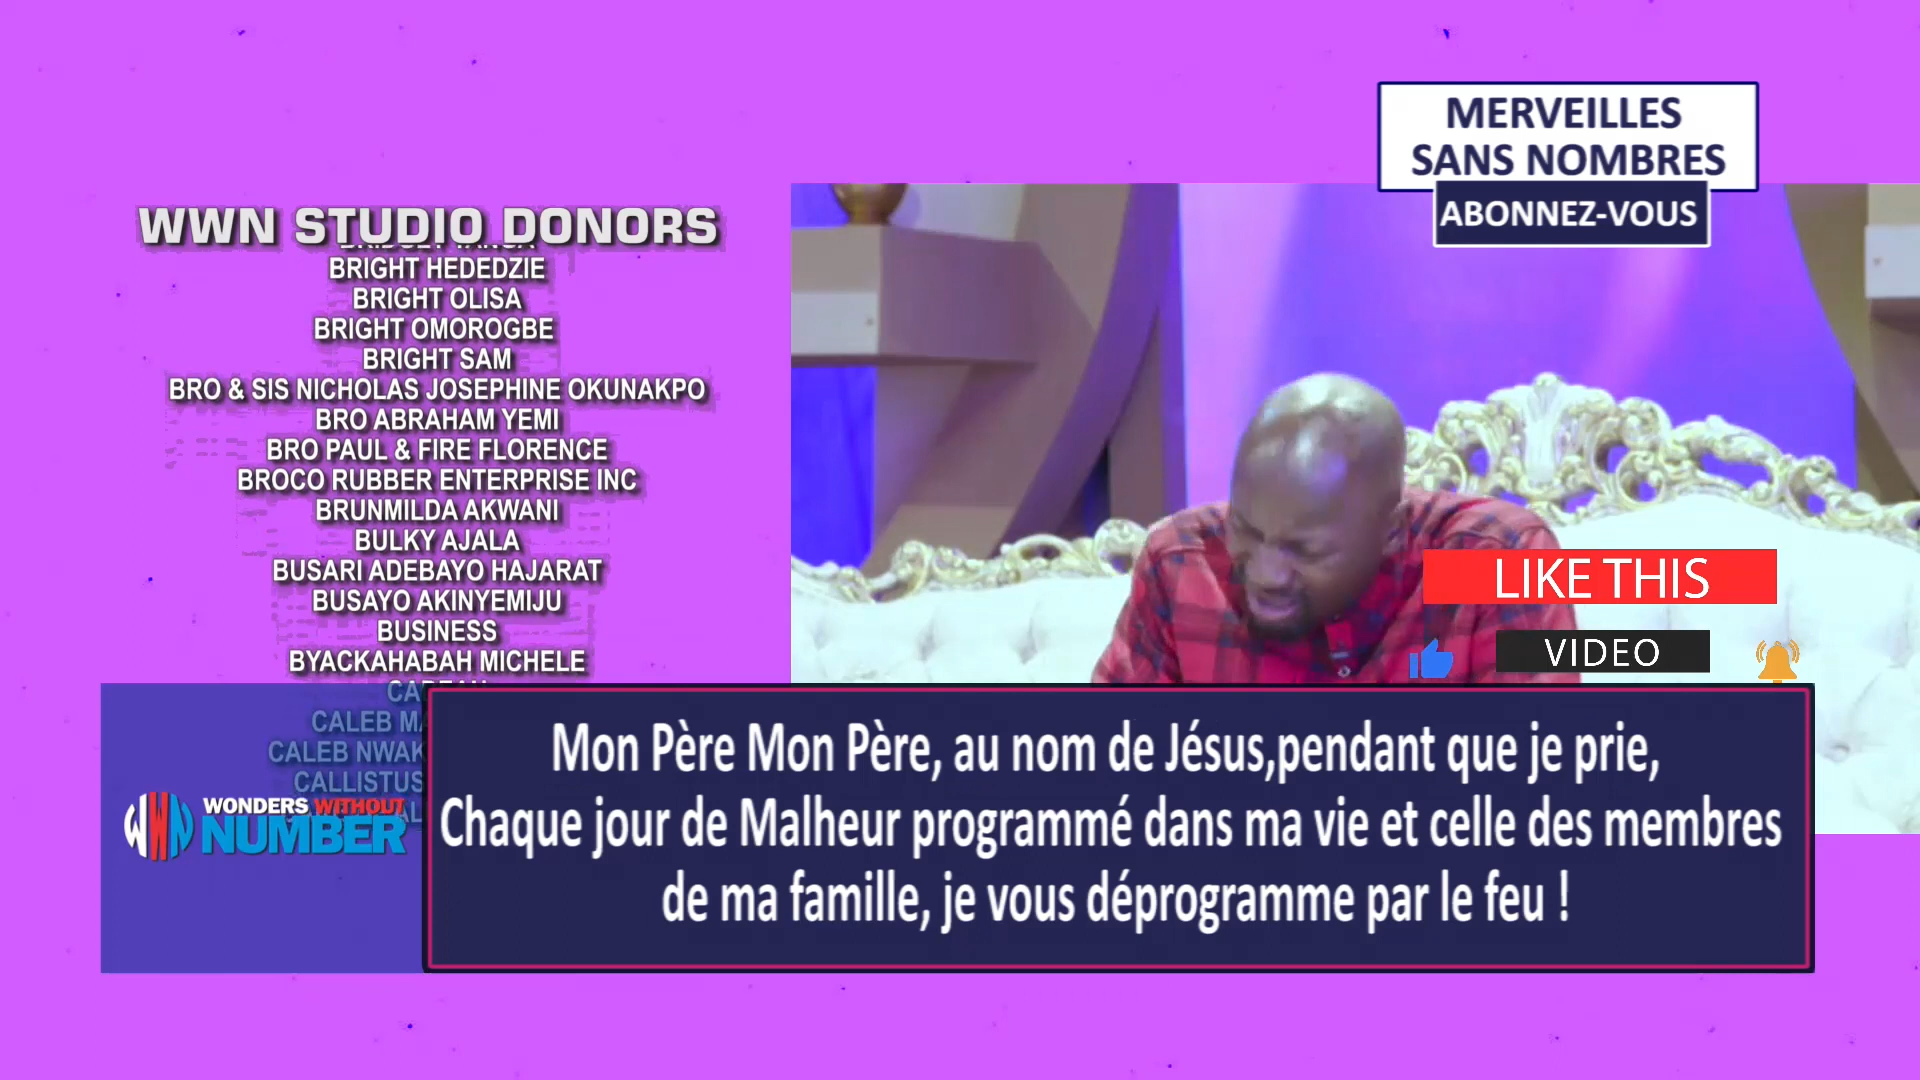 MERVEILLES
SANS NOMBRES
ABONNEZ-VOUS
WWN STUDIO DONORS
BRIGHT HEDEDZIE
BRIGHT OLISA
BRIGHT OMOROGBE
BRIGHT SAM
BRO & SIS NICHOLAS JOSEPHINE OKUNAKPO
BRO ABRAHAM YEMI
BRO PAUL & FIRE FLORENCE
BROCO RUBBER ENTERPRISE INC
BRUNMILDA AKWANI
BULKY AJALA
BUSARI ADEBAYO HAJARAT
BUSAYO AKINYEMIJU
BUSINESS
BYACKAHABAH MICHELE
CALEB
CALEB
CALLISTUS
LIKE THIS
VIDEO
WWN
WONDERS WITHOUT
NUMBER
Mon Père Mon Père, au nom de Jésus,pendant que je prie,
Chaque jour de Malheur programmé dans ma vie et celle des membres
de ma famille, je vous déprogramme par le feu !